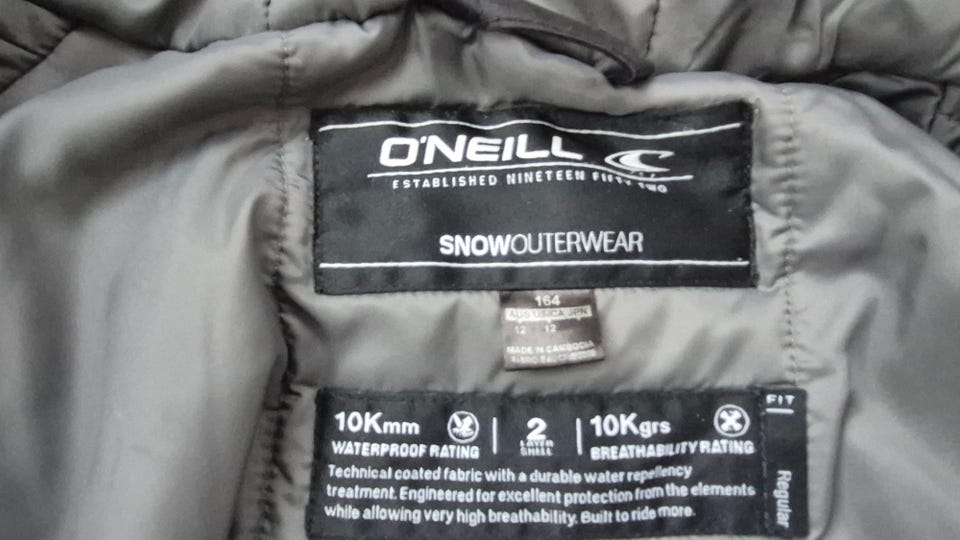 O'NEILL
ESTABLISHED NINETEEN FIFTY TWO
SNOWOUTERWEAR
164
AUS US/CA JPN
12 12
MADE IN CAMBODIA
10Kmm
WATERPROOF RATING
2
LAYER
SHELL
10Kgrs
BREATHABILITY RATING
Technical coated fabric with a durable water repellency
treatment. Engineered for excellent protection from the elements
while allowing very high breathability. Built to ride more.
FIT
Regular